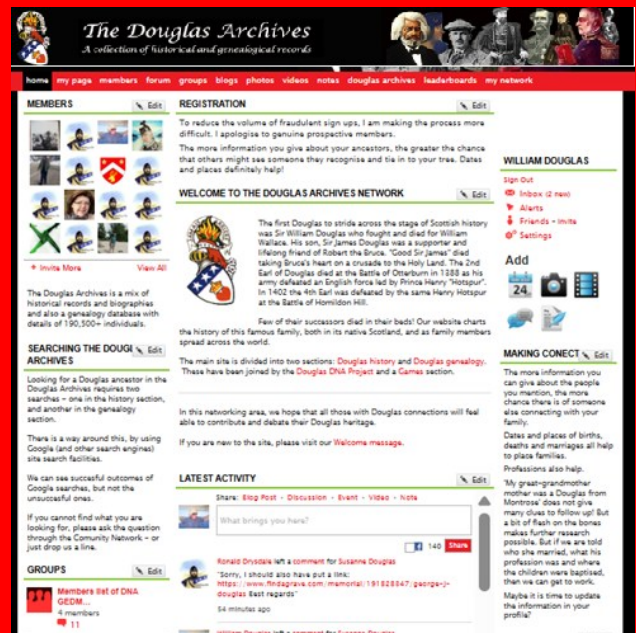 The Douglas Archives
A collection of historical and genealogical records
home my page members forum groups blogs photos videos notes douglas archives leaderboards my network
MEMBERS
Edit
+ Invite More View All
The Douglas Archives is a mix of
historical records and biographies
and also a genealogy database with
details of 190,500+ individuals.
SEARCHING THE DOUGL
Edit
ARCHIVES
Looking for a Douglas ancestor in the
Douglas Archives requires two
searches – one in the history section,
and another in the genealogy
section.
There is a way around this, by using
Google (and other search engines)
site search facilities.
We can see succesful outcomes of
Google searches, but not the
unsuccesful ones.
If you cannot find what you are
looking for, please ask the question
through the Comunity Network – or
just drop us a line.
GROUPS
Edit
Members list of DNA
GEDM...
4 members
11
REGISTRATION
Edit
To reduce the volume of fraudulent sign ups, I am making the process more
difficult. I apologise to genuine prospective members.
The more information you give about your ancestors, the greater the chance
that others might see someone they recognise and tie in to your tree. Dates
and places definitely help!
WELCOME TO THE DOUGLAS ARCHIVES NETWORK
Edit
The first Douglas to stride across the stage of Scottish history
was Sir William Douglas who fought and died for William
Wallace. His son, Sir James Douglas was a supporter and
lifelong friend of Robert the Bruce. "Good Sir James" died
taking Bruce's heart on a crusade to the Holy Land. The 2nd
Earl of Douglas died at the Battle of Otterburn in 1388 as his
army defeated an English force led by Prince Henry "Hotspur".
In 1402 the 4th Earl was defeated by the same Henry Hotspur
at the Battle of Homildon Hill.
Few of their successors died in their beds! Our website charts
the history of this famous family, both in its native Scotland, and as family members
spread across the world.
The main site is divided into two sections: Douglas history and Douglas genealogy.
These have been joined by the Douglas DNA Project and a Games section.
In this networking area, we hope that all those with Douglas connections will feel
able to contribute and debate their Douglas heritage.
If you are new to the site, please visit our Welcome message.
LATEST ACTIVITY
Edit
Share: Blog Post · Discussion · Event · Video · Note
What brings you here?
140 Share
Ronald Drysdale left a comment for Susanne Douglas
"Sorry, I should also have put a link:
https://www.findagrave.com/memorial/191828547/george-j-
douglas Best regards"
54 minutes ago
William Douglas left a comment for Susanne Douglas
WILLIAM DOUGLAS
Sign Out
Inbox (2 new)
Alerts
Friends – Invite
Settings
Add
24
MAKING CONECT
Edit
The more information you
can give about the people
you mention, the more
chance there is of someone
else connecting with your
family.
Dates and places of births,
deaths and marriages all help
to place families.
Professions also help.
'My great-grandmother
mother was a Douglas from
Montrose' does not give
many clues to follow up! But
a bit of flesh on the bones
makes further research
possible. But if we are told
who she married, what his
profession was and where
the children were baptised,
then we can get to work.
Maybe it is time to update
the information in your
profile?